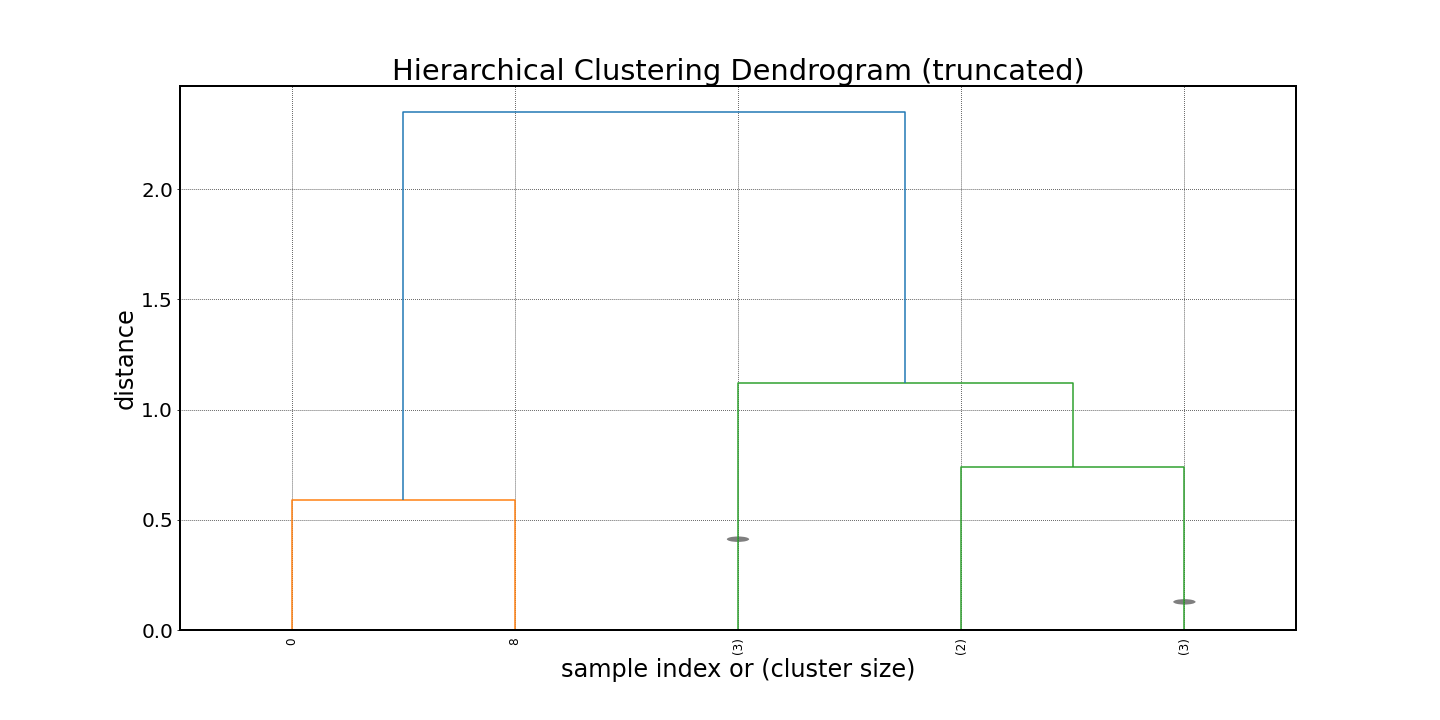 Hierarchical Clustering Dendrogram (truncated)
distance
2.0
1.5
1.0
0.5
0.0
0 8 (3) (2) (3)
sample index or (cluster size)